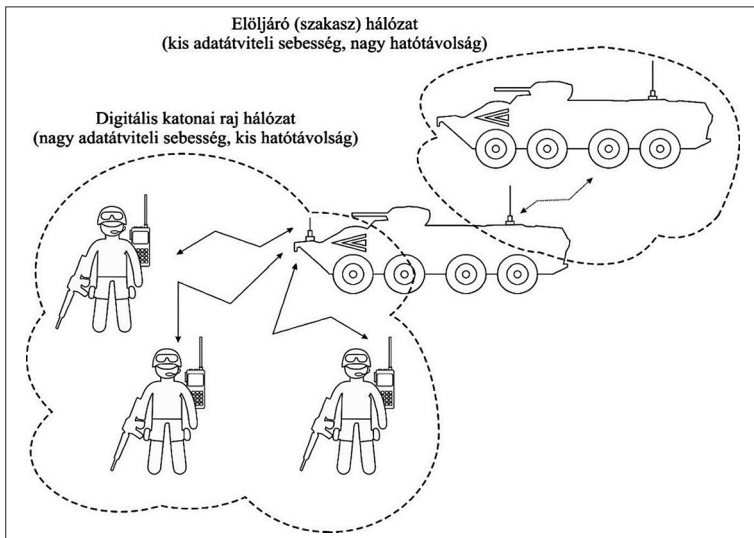 Elöljáró (szakasz) hálózat
(kis adatátviteli sebesség, nagy hatótávolság)
Digitális katonai raj hálózat
(nagy adatátviteli sebesség, kis hatótávolság)